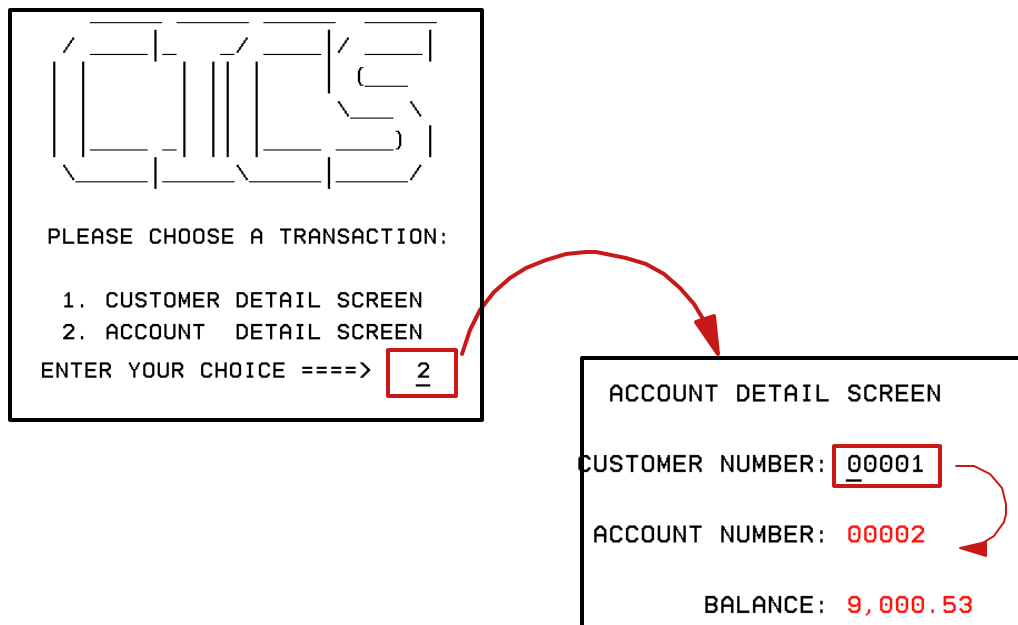 CICS
PLEASE CHOOSE A TRANSACTION:
1. CUSTOMER DETAIL SCREEN
2. ACCOUNT  DETAIL SCREEN
ENTER YOUR CHOICE ====> 2
ACCOUNT DETAIL SCREEN
CUSTOMER NUMBER: 00001
ACCOUNT NUMBER: 00002
BALANCE: 9,000.53